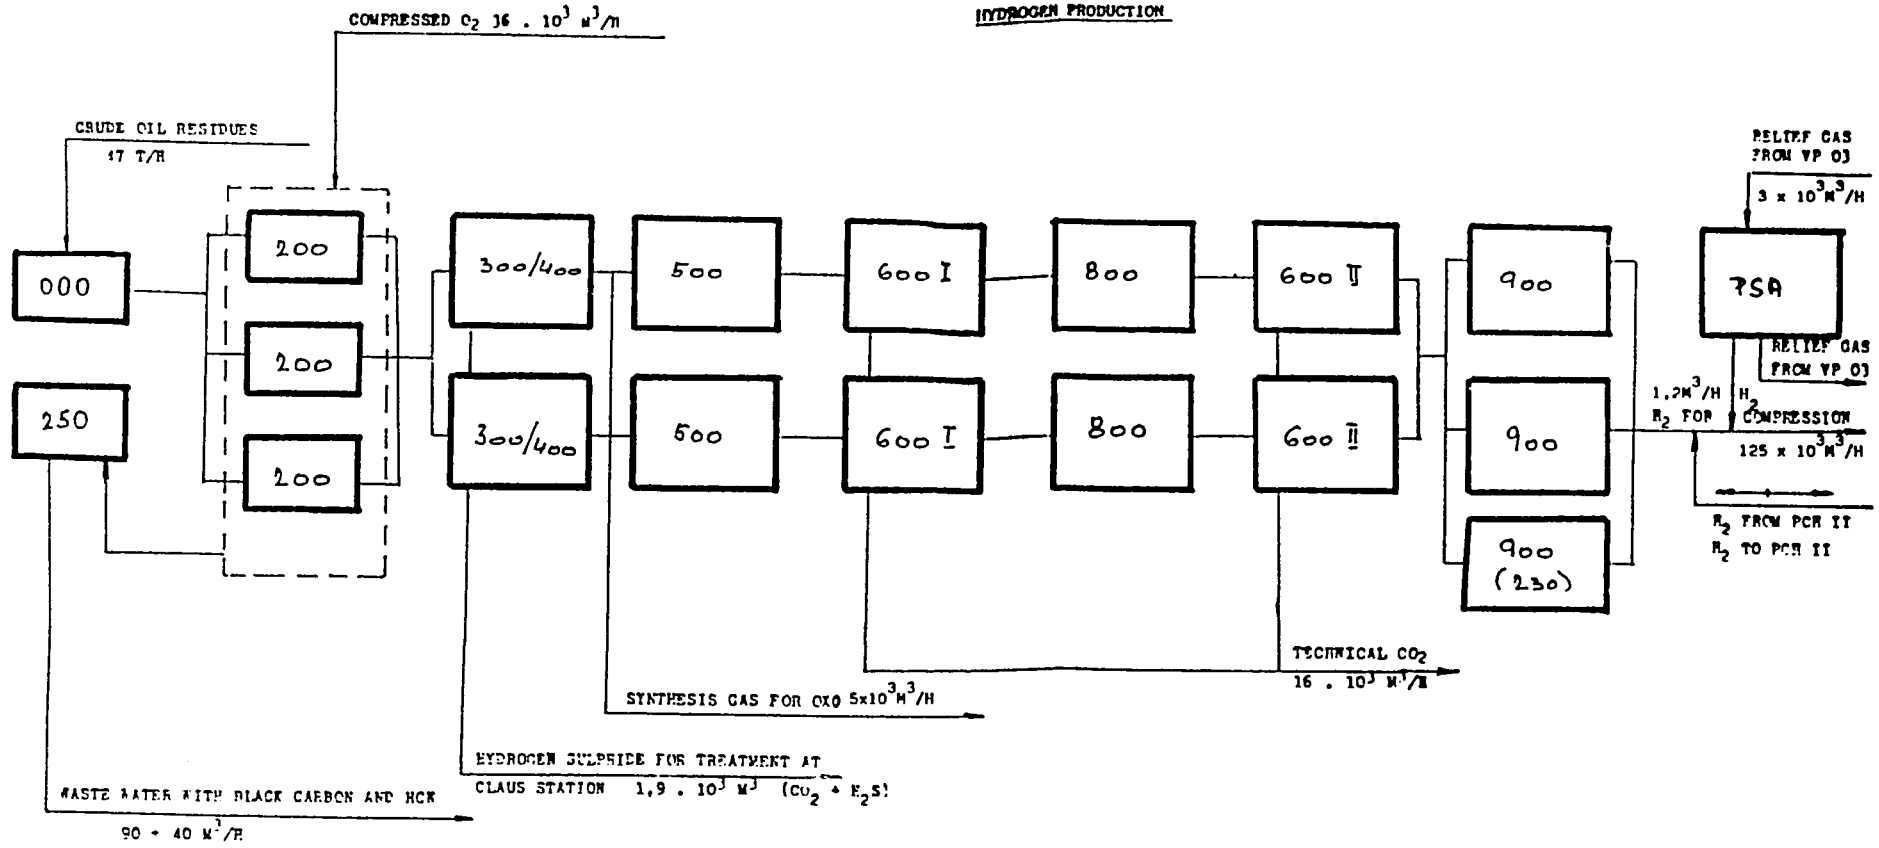 HYDROGEN PRODUCTION
COMPRESSED O2 36 . 10³ M³/H
CRUDE OIL RESIDUES
47 T/H
RELIEF GAS
FROM VP 03
3 x 10³M³/H
000
250
200
200
200
300/400
300/400
500
500
600 I
600 I
800
800
600 II
600 II
900
900
900
(230)
PSA
RELIEF GAS
FROM VP 03
1,2M³/H H2
H2 FOR COMPRESSION
125 x 10³M³/H
H2 FROM PCH II
H2 TO PCH II
TECHNICAL CO2
16 . 10³ M³/H
SYNTHESIS GAS FOR OXO 5x10³M³/H
HYDROGEN SULPHIDE FOR TREATMENT AT
CLAUS STATION 1,9 . 10³ M³ (CO2 + H2S)
WASTE WATER WITH BLACK CARBON AND HCN
90 + 40 M³/H